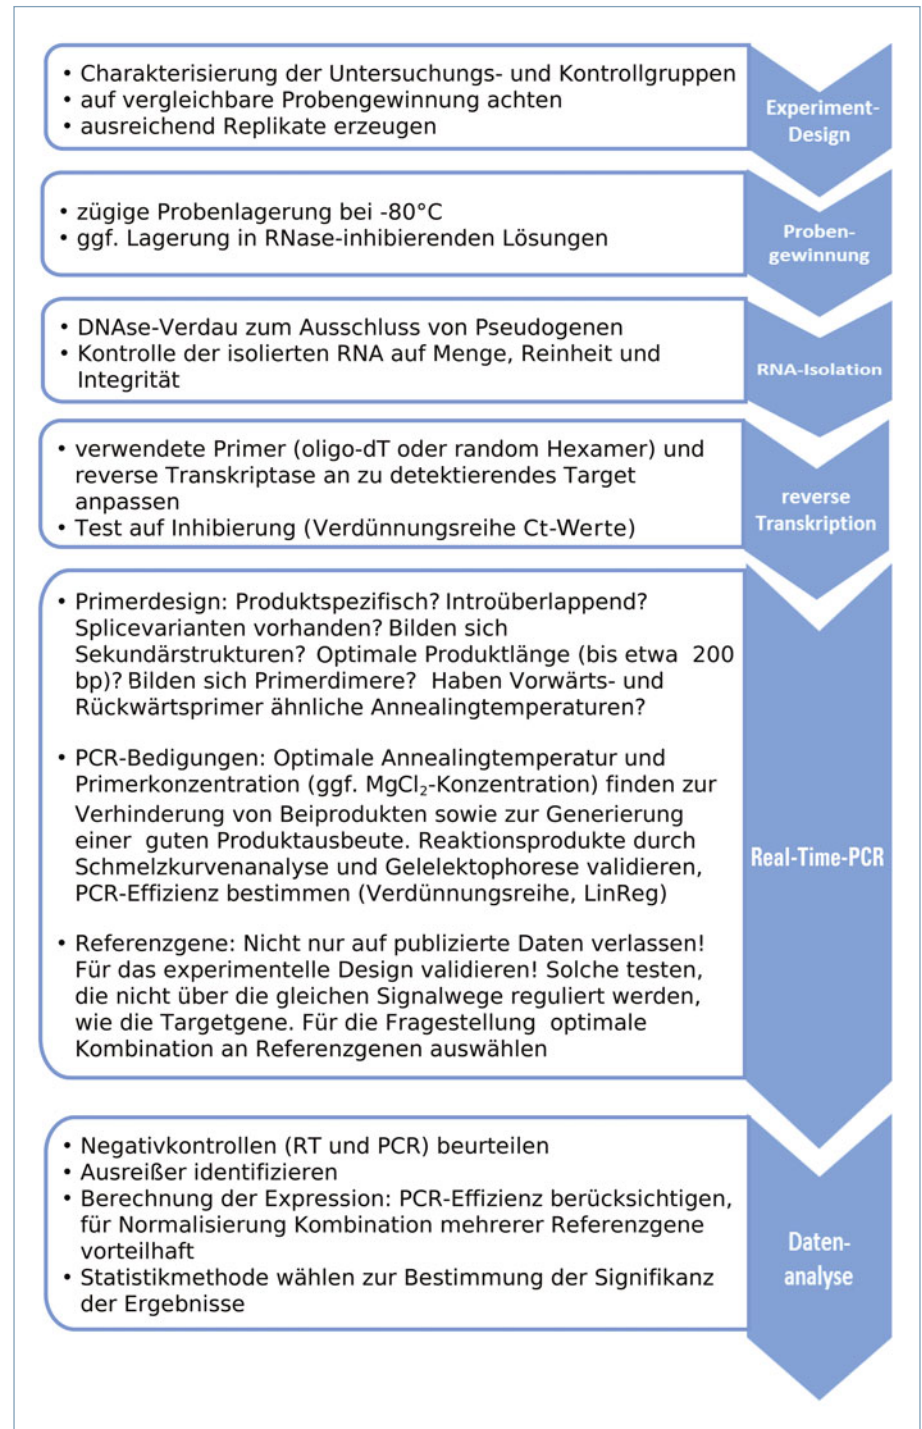 • Charakterisierung der Untersuchungs- und Kontrollgruppen
• auf vergleichbare Probengewinnung achten
• ausreichend Replikate erzeugen
Experiment-
Design
• zügige Probenlagerung bei -80°C
• ggf. Lagerung in RNase-inhibierenden Lösungen
Proben-
gewinnung
• DNAse-Verdau zum Ausschluss von Pseudogenen
• Kontrolle der isolierten RNA auf Menge, Reinheit und
Integrität
RNA-Isolation
• verwendete Primer (oligo-dT oder random Hexamer) und
reverse Transkriptase an zu detektierendes Target
anpassen
• Test auf Inhibierung (Verdünnungsreihe Ct-Werte)
reverse
Transkription
• Primerdesign: Produktspezifisch? Introüberlappend?
Splicevarianten vorhanden? Bilden sich
Sekundärstrukturen? Optimale Produktlänge (bis etwa 200
bp)? Bilden sich Primerdimere? Haben Vorwärts- und
Rückwärtsprimer ähnliche Annealingtemperaturen?
• PCR-Bedigungen: Optimale Annealingtemperatur und
Primerkonzentration (ggf. MgCl₂-Konzentration) finden zur
Verhinderung von Beiprodukten sowie zur Generierung
einer guten Produktausbeute. Reaktionsprodukte durch
Schmelzkurvenanalyse und Gelelektophorese validieren,
PCR-Effizienz bestimmen (Verdünnungsreihe, LinReg)
• Referenzgene: Nicht nur auf publizierte Daten verlassen!
Für das experimentelle Design validieren! Solche testen,
die nicht über die gleichen Signalwege reguliert werden,
wie die Targetgene. Für die Fragestellung optimale
Kombination an Referenzgenen auswählen
Real-Time-PCR
• Negativkontrollen (RT und PCR) beurteilen
• Ausreißer identifizieren
• Berechnung der Expression: PCR-Effizienz berücksichtigen,
für Normalisierung Kombination mehrerer Referenzgene
vorteilhaft
• Statistikmethode wählen zur Bestimmung der Signifikanz
der Ergebnisse
Daten-
analyse